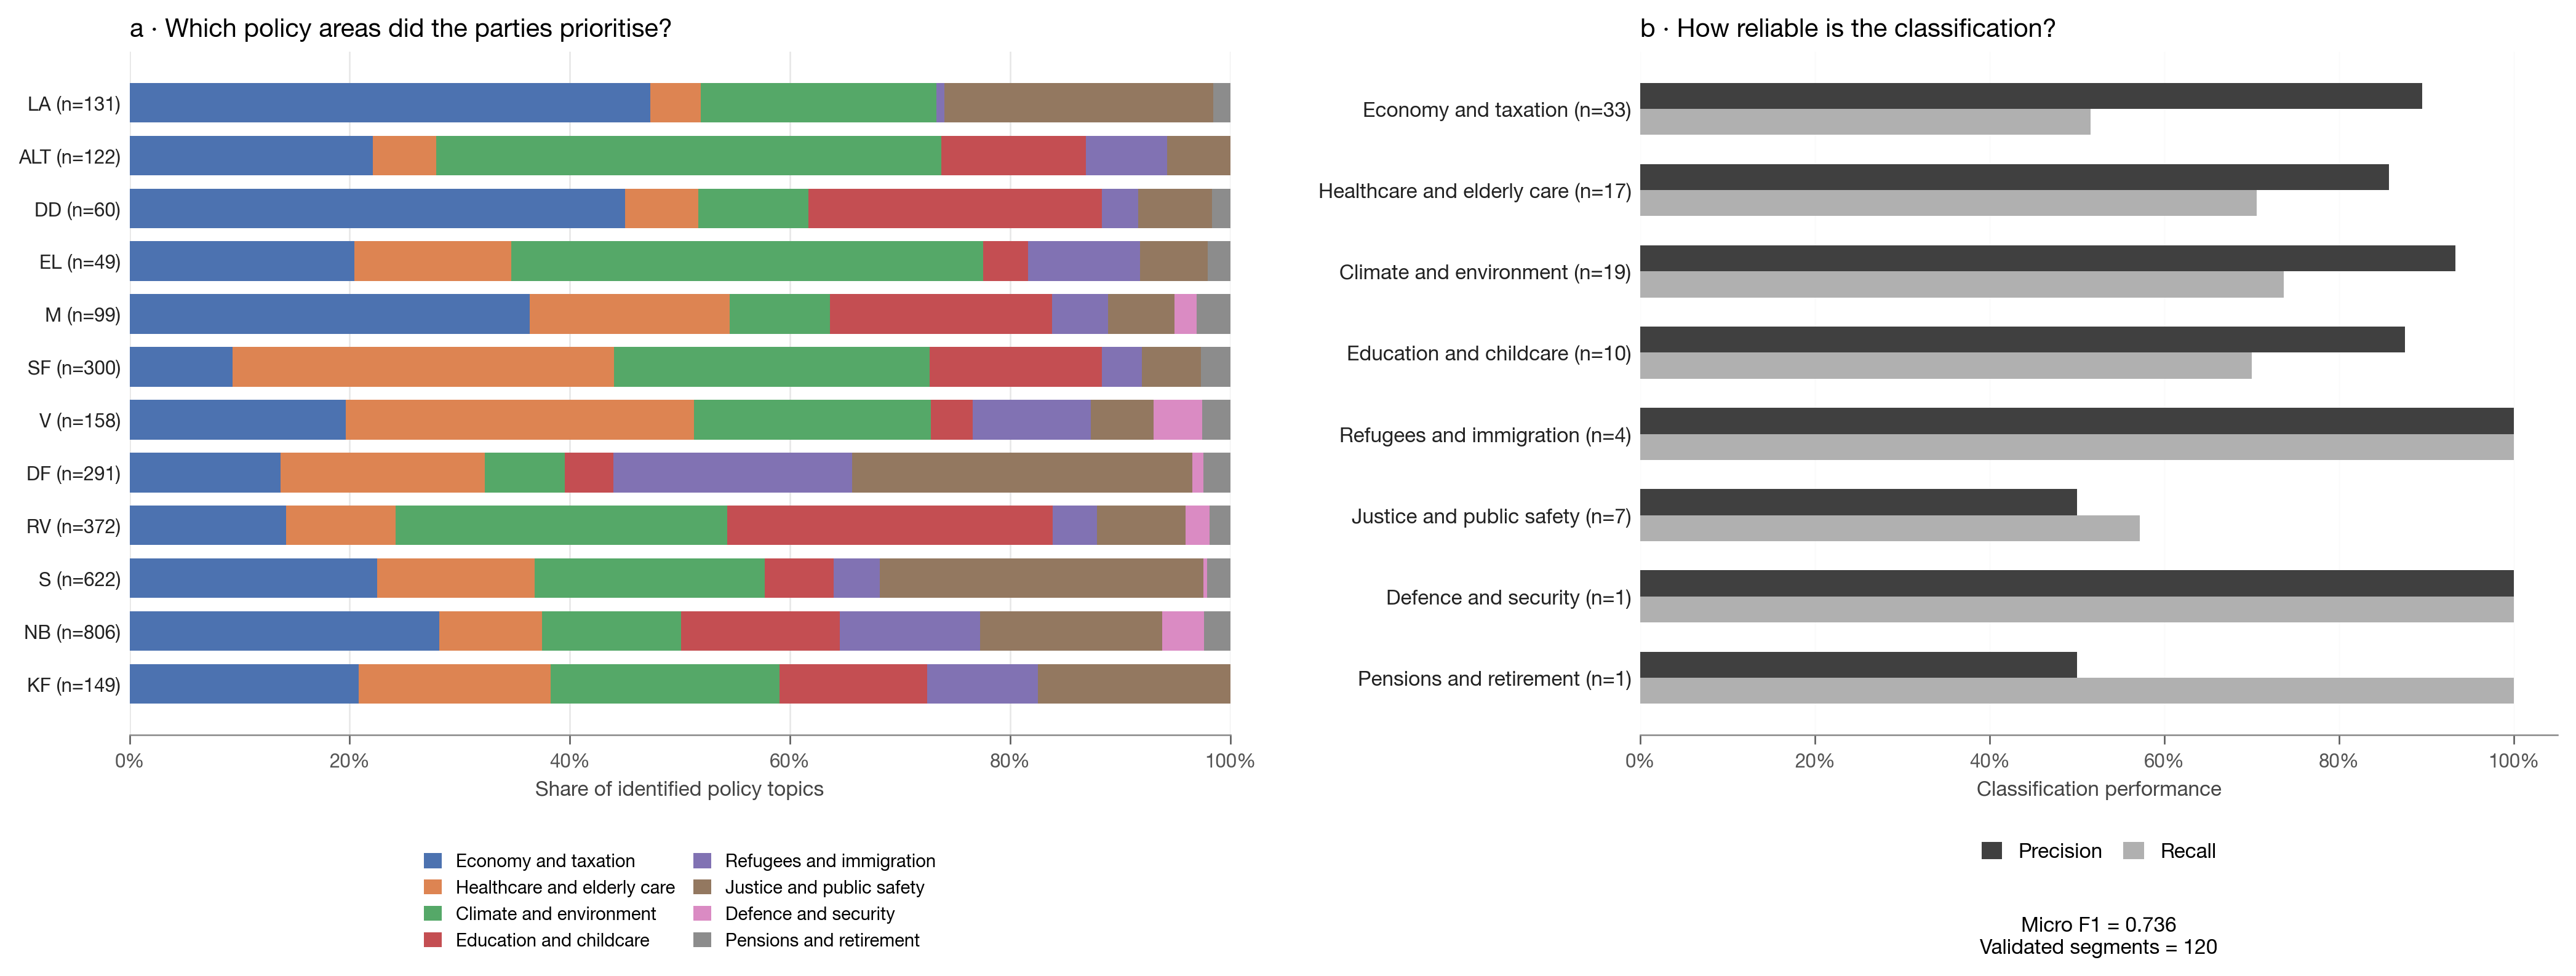 a · Which policy areas did the parties prioritise?
LA (n=131)
ALT (n=122)
DD (n=60)
EL (n=49)
M (n=99)
SF (n=300)
V (n=158)
DF (n=291)
RV (n=372)
S (n=622)
NB (n=806)
KF (n=149)
0% 20% 40% 60% 80% 100%
Share of identified policy topics
Economy and taxation
Healthcare and elderly care
Climate and environment
Education and childcare
Refugees and immigration
Justice and public safety
Defence and security
Pensions and retirement
b · How reliable is the classification?
Economy and taxation (n=33)
Healthcare and elderly care (n=17)
Climate and environment (n=19)
Education and childcare (n=10)
Refugees and immigration (n=4)
Justice and public safety (n=7)
Defence and security (n=1)
Pensions and retirement (n=1)
0% 20% 40% 60% 80% 100%
Classification performance
Precision Recall
Micro F1 = 0.736
Validated segments = 120